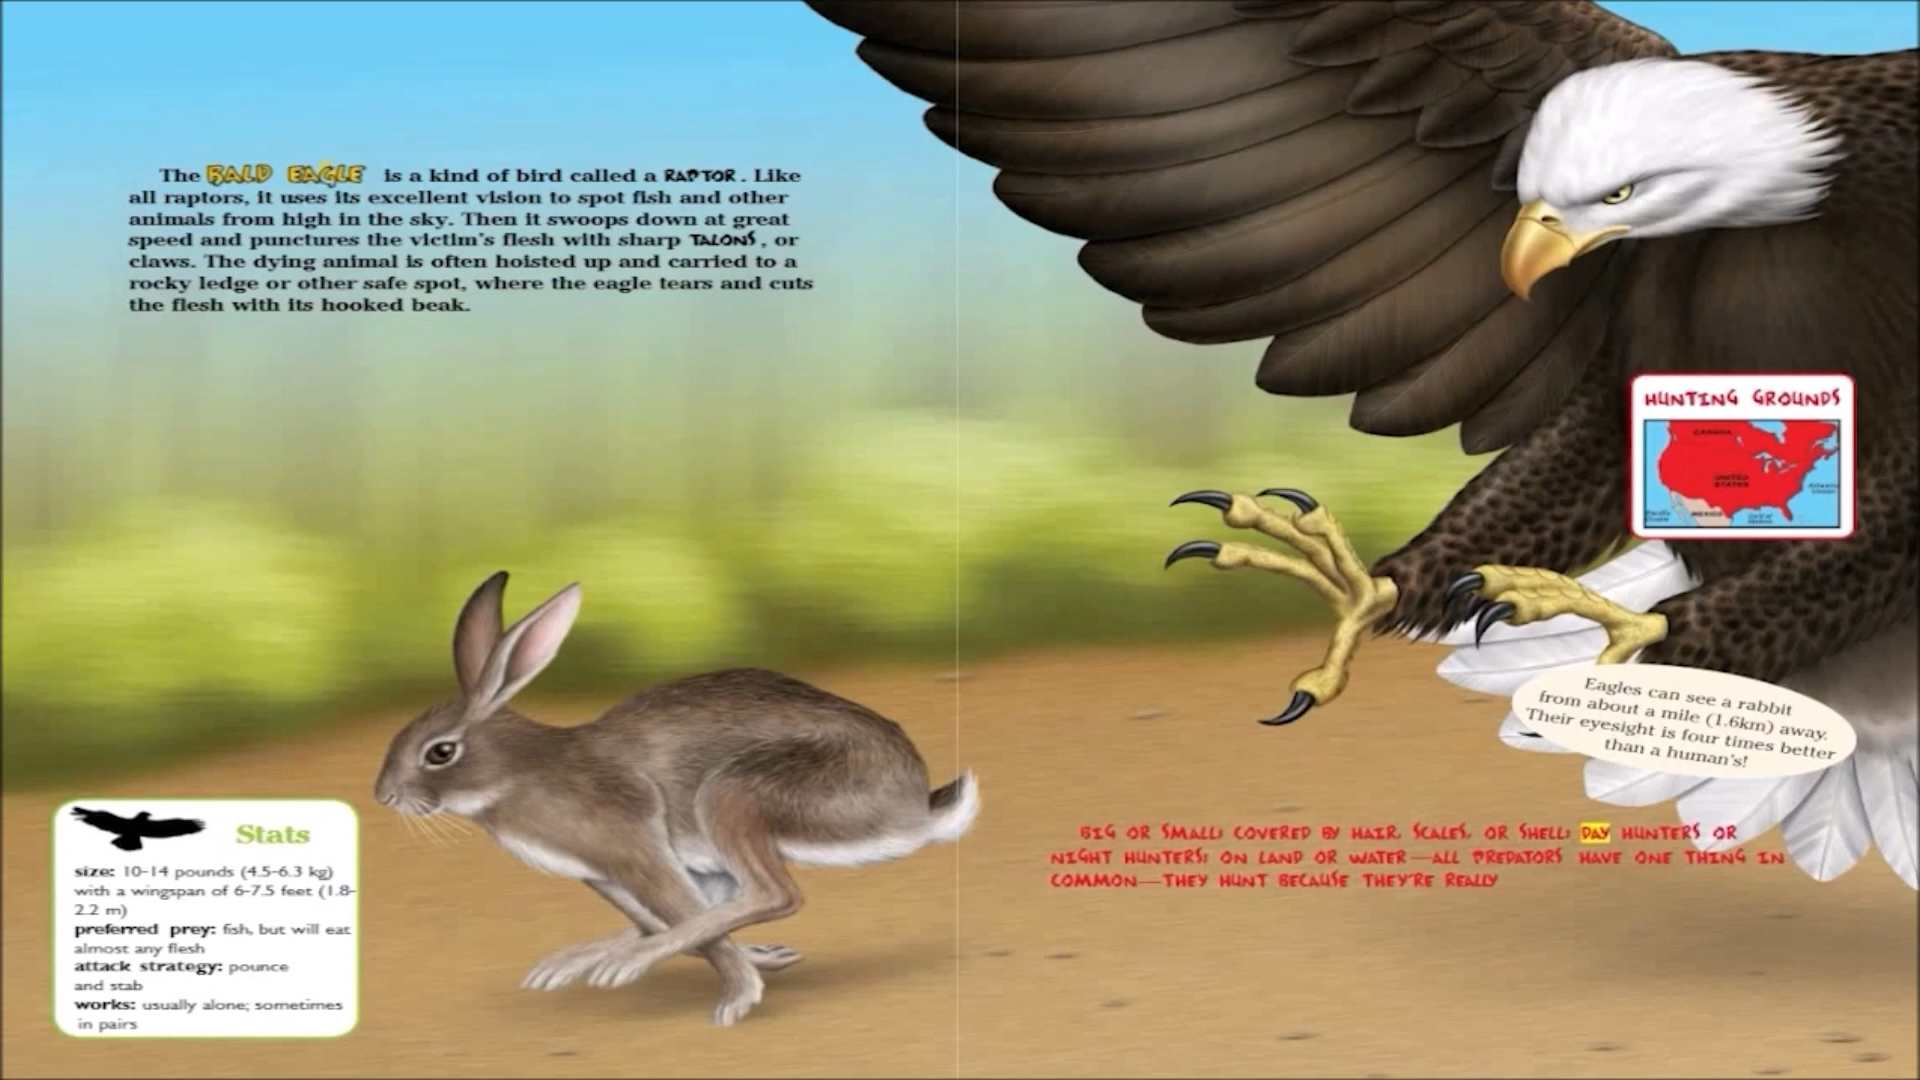 The BALD EAGLE is a kind of bird called a RAPTOR. Like
all raptors, it uses its excellent vision to spot fish and other
animals from high in the sky. Then it swoops down at great
speed and punctures the victim's flesh with sharp TALONS, or
claws. The dying animal is often hoisted up and carried to a
rocky ledge or other safe spot, where the eagle tears and cuts
the flesh with its hooked beak.
Stats
size: 10-14 pounds (4.5-6.3 kg)
with a wingspan of 6-7.5 feet (1.8-
2.2 m)
preferred prey: fish, but will eat
almost any flesh
attack strategy: pounce
and stab
works: usually alone; sometimes
in pairs
HUNTING GROUNDS
CANADA
UNITED
STATES
Atlantic
Ocean
Pacific
Ocean
MEXICO
Gulf of
Mexico
Eagles can see a rabbit
from about a mile (1.6km) away.
Their eyesight is four times better
than a human's!
BIG OR SMALL; COVERED BY HAIR, SCALES, OR SHELL; DAY HUNTERS OR
NIGHT HUNTERS; ON LAND OR WATER—ALL PREDATORS HAVE ONE THING IN
COMMON—THEY HUNT BECAUSE THEY'RE REALLY